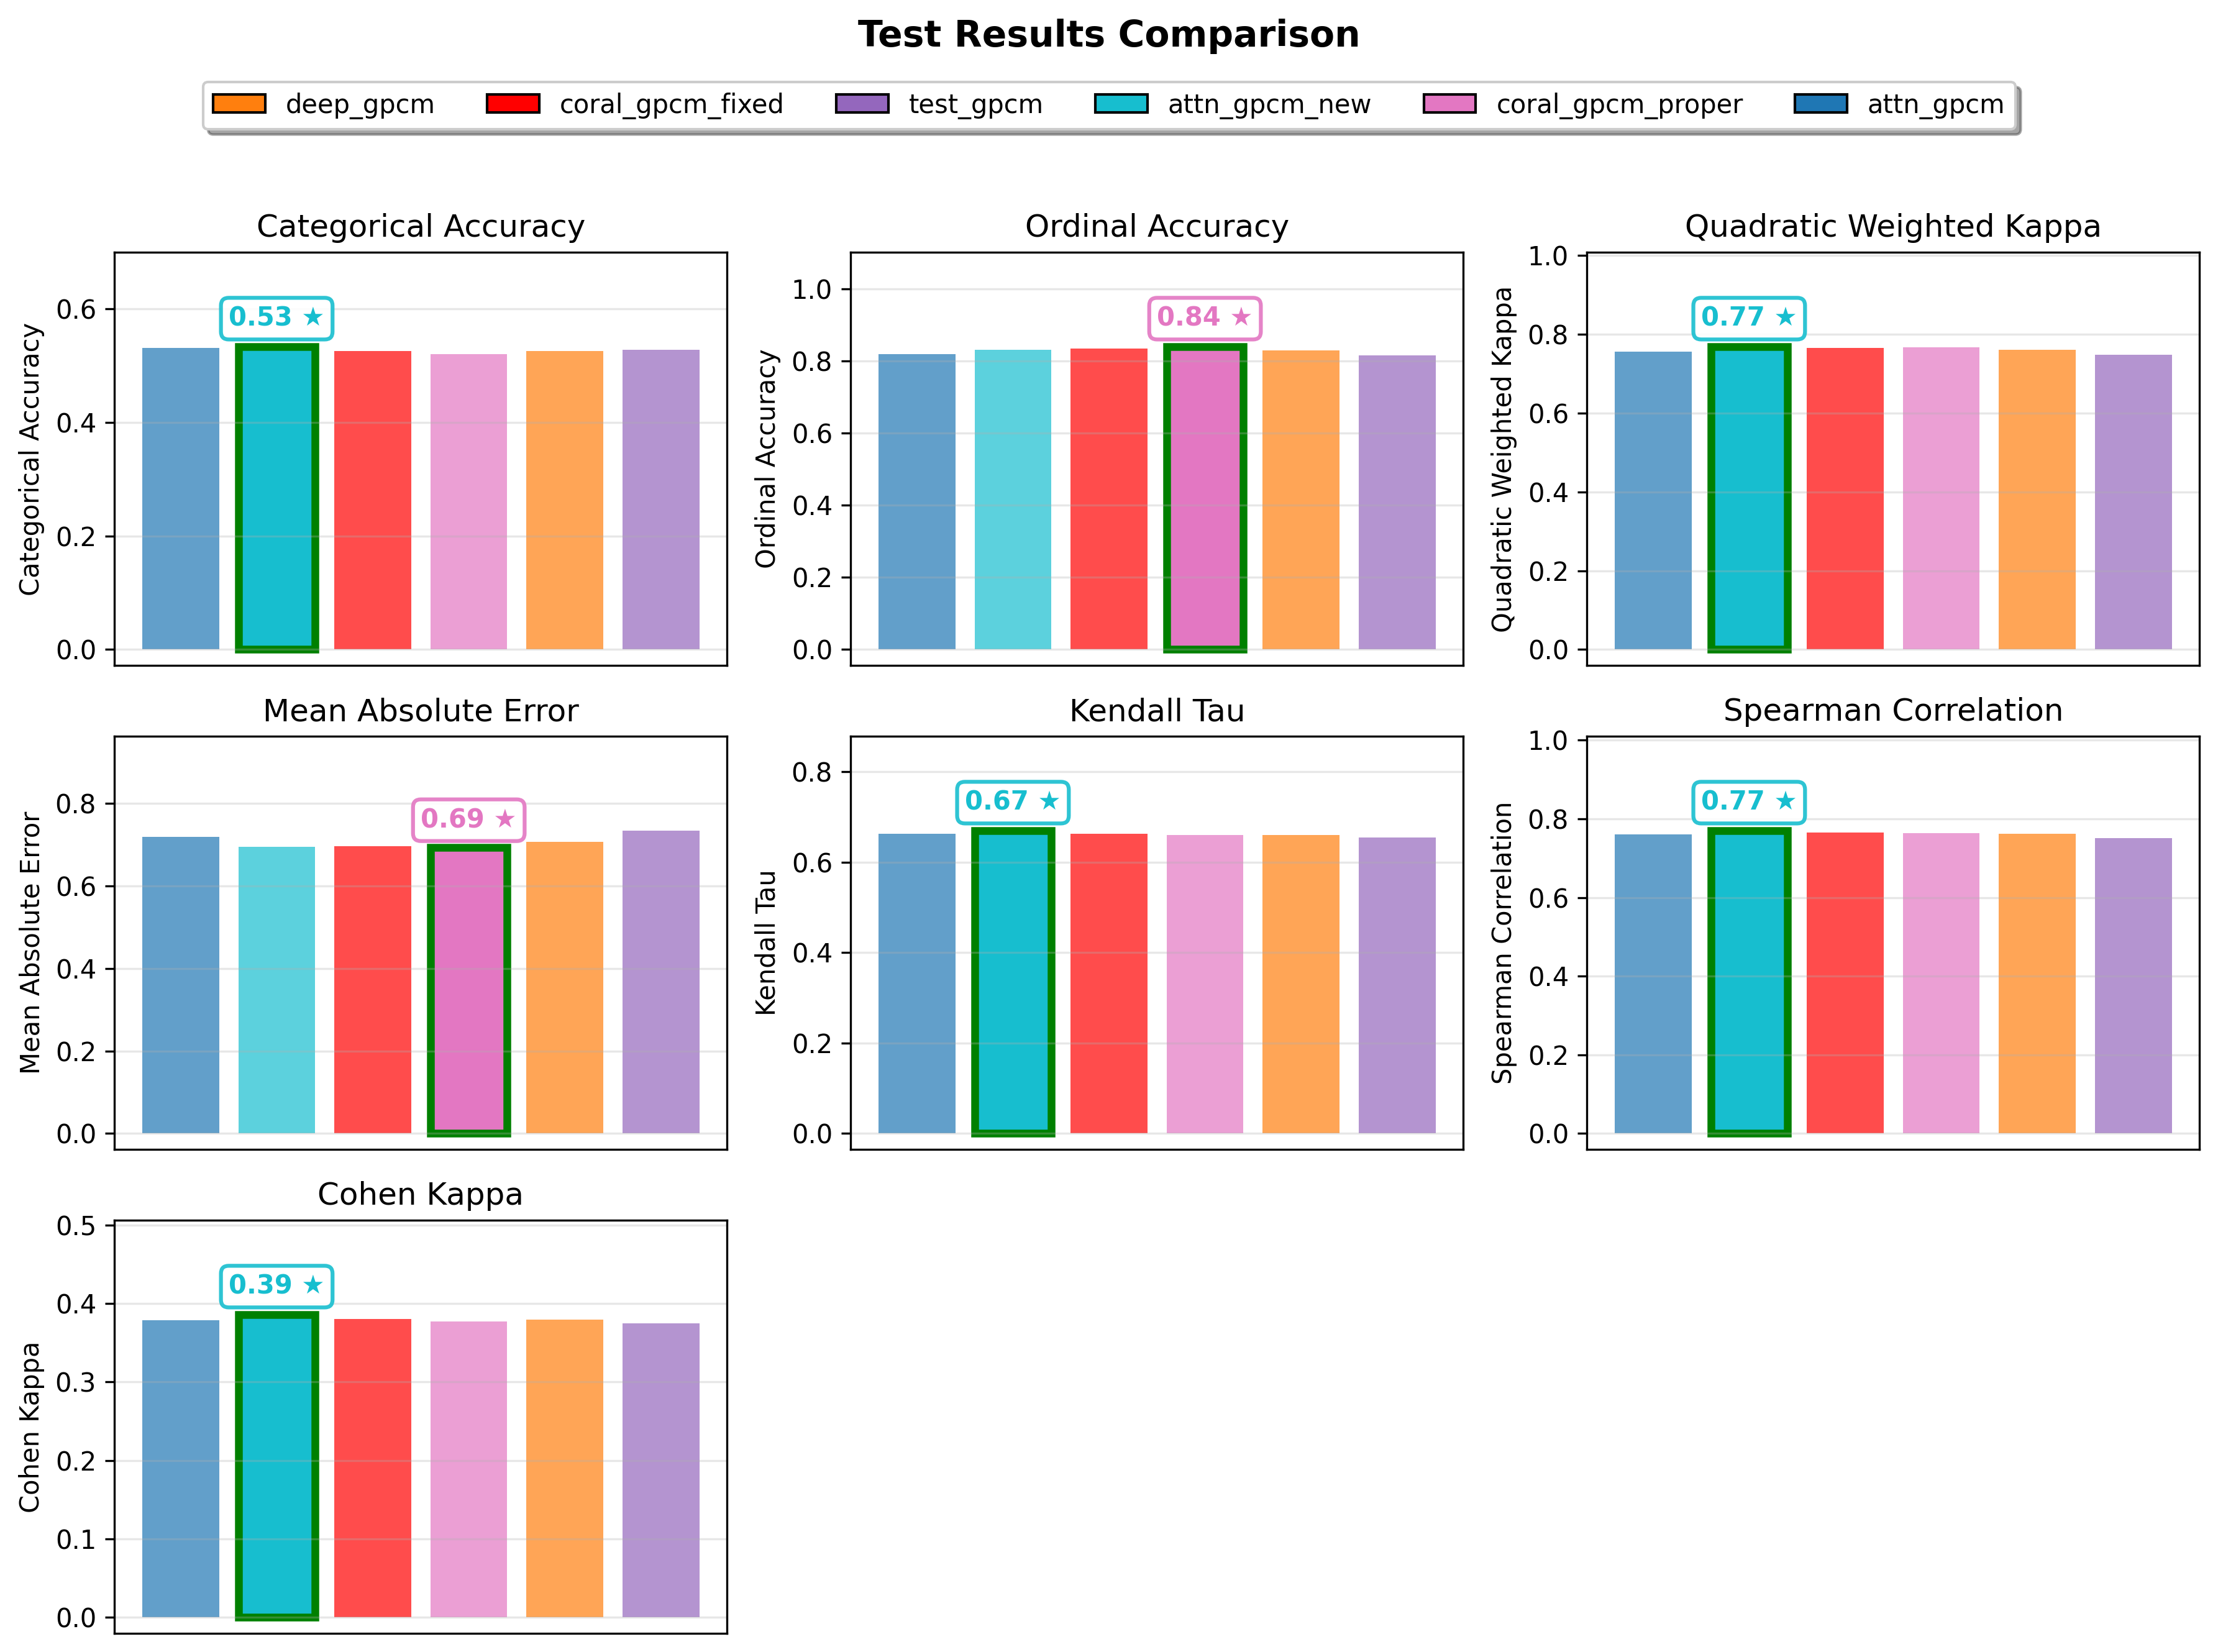 Test Results Comparison
deep_gpcm coral_gpcm_fixed test_gpcm attn_gpcm_new coral_gpcm_proper attn_gpcm
Categorical Accuracy
Categorical Accuracy
0.6
0.4
0.2
0.0
0.53 ★
Ordinal Accuracy
Ordinal Accuracy
1.0
0.8
0.6
0.4
0.2
0.0
0.84 ★
Quadratic Weighted Kappa
Quadratic Weighted Kappa
1.0
0.8
0.6
0.4
0.2
0.0
0.77 ★
Mean Absolute Error
Mean Absolute Error
0.8
0.6
0.4
0.2
0.0
0.69 ★
Kendall Tau
Kendall Tau
0.8
0.6
0.4
0.2
0.0
0.67 ★
Spearman Correlation
Spearman Correlation
1.0
0.8
0.6
0.4
0.2
0.0
0.77 ★
Cohen Kappa
Cohen Kappa
0.5
0.4
0.3
0.2
0.1
0.0
0.39 ★